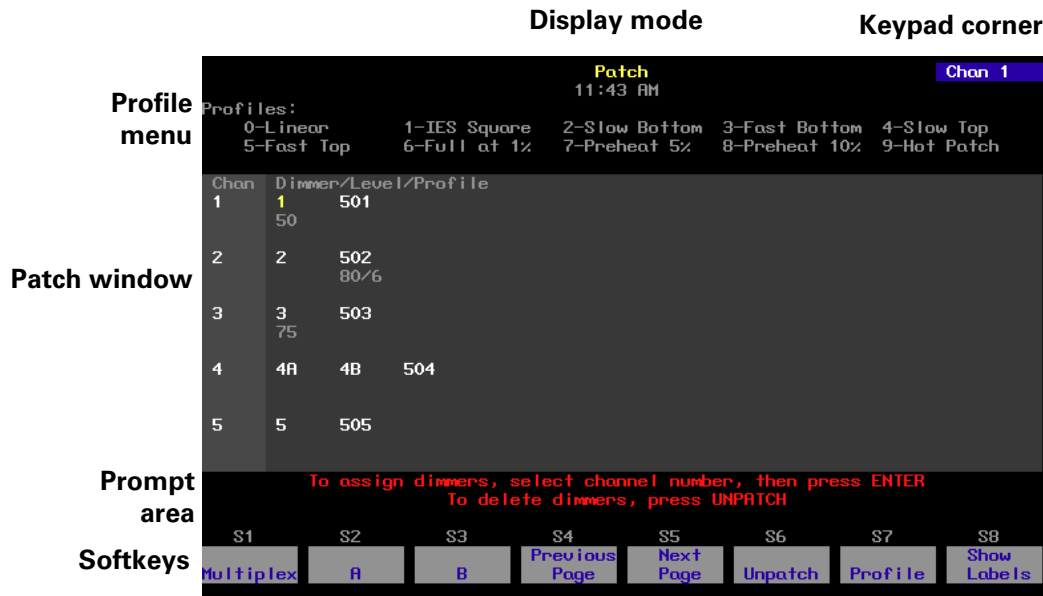 Display mode
Keypad corner
Patch
Chan 1
11:43 AM
Profile
menu
Profiles:
0-Linear 1-IES Square 2-Slow Bottom 3-Fast Bottom 4-Slow Top
5-Fast Top 6-Full at 1% 7-Preheat 5% 8-Preheat 10% 9-Hot Patch
Chan Dimmer/Level/Profile
1 1 501
50
Patch window
2 2 502
80/6
3 3 503
75
4 4A 4B 504
5 5 505
Prompt
area
To assign dimmers, select channel number, then press ENTER
To delete dimmers, press UNPATCH
Softkeys
S1 S2 S3 S4 S5 S6 S7 S8
Multiplex
A
B
Previous
Page
Next
Page
Unpatch
Profile
Show
Labels